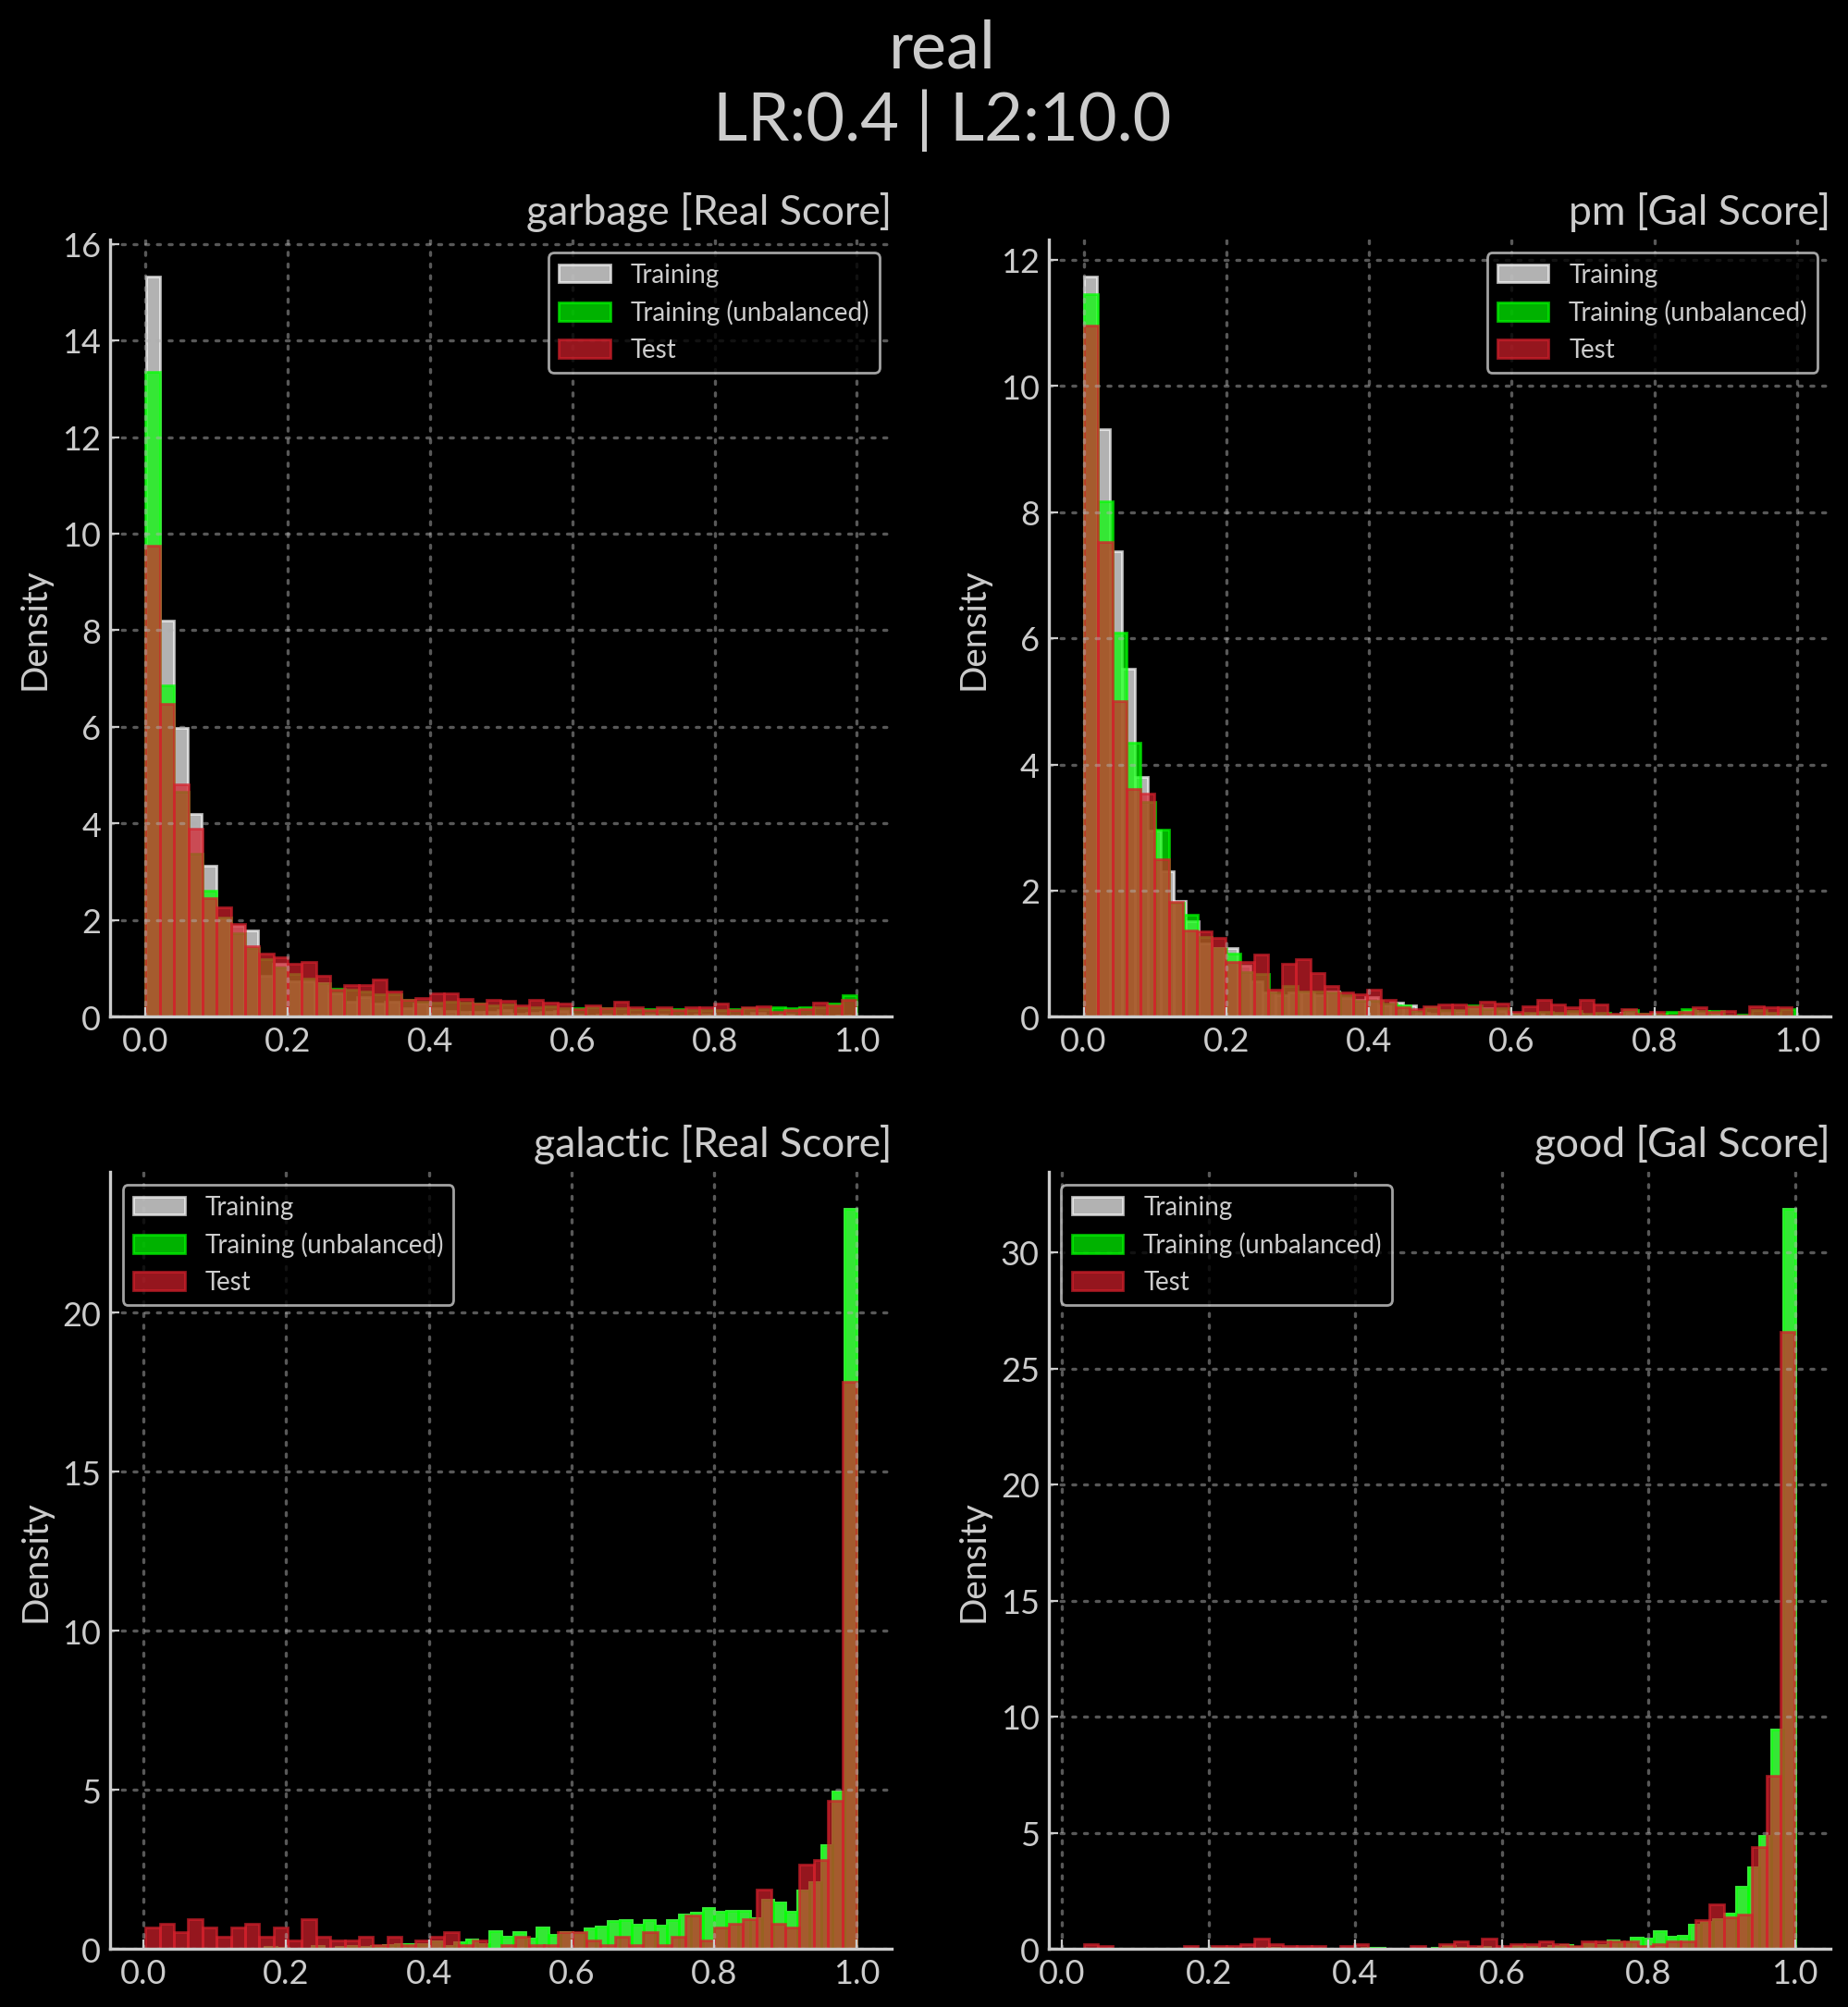 real
LR:0.4 | L2:10.0
garbage [Real Score]
16
14
12
10
8
6
4
2
0
Density
Training
Training (unbalanced)
Test
0.0 0.2 0.4 0.6 0.8 1.0
pm [Gal Score]
12
10
8
6
4
2
0
Density
Training
Training (unbalanced)
Test
0.0 0.2 0.4 0.6 0.8 1.0
galactic [Real Score]
20
15
10
5
0
Density
Training
Training (unbalanced)
Test
0.0 0.2 0.4 0.6 0.8 1.0
good [Gal Score]
30
25
20
15
10
5
0
Density
Training
Training (unbalanced)
Test
0.0 0.2 0.4 0.6 0.8 1.0